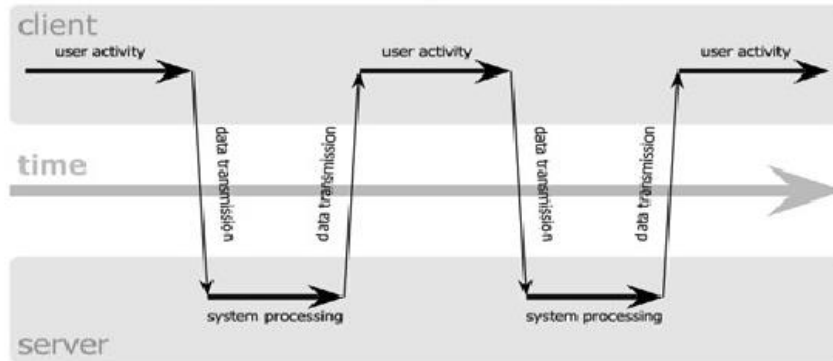 client
user activity
user activity
user activity
data transmission
data transmission
data transmission
data transmission
time
system processing
system processing
server